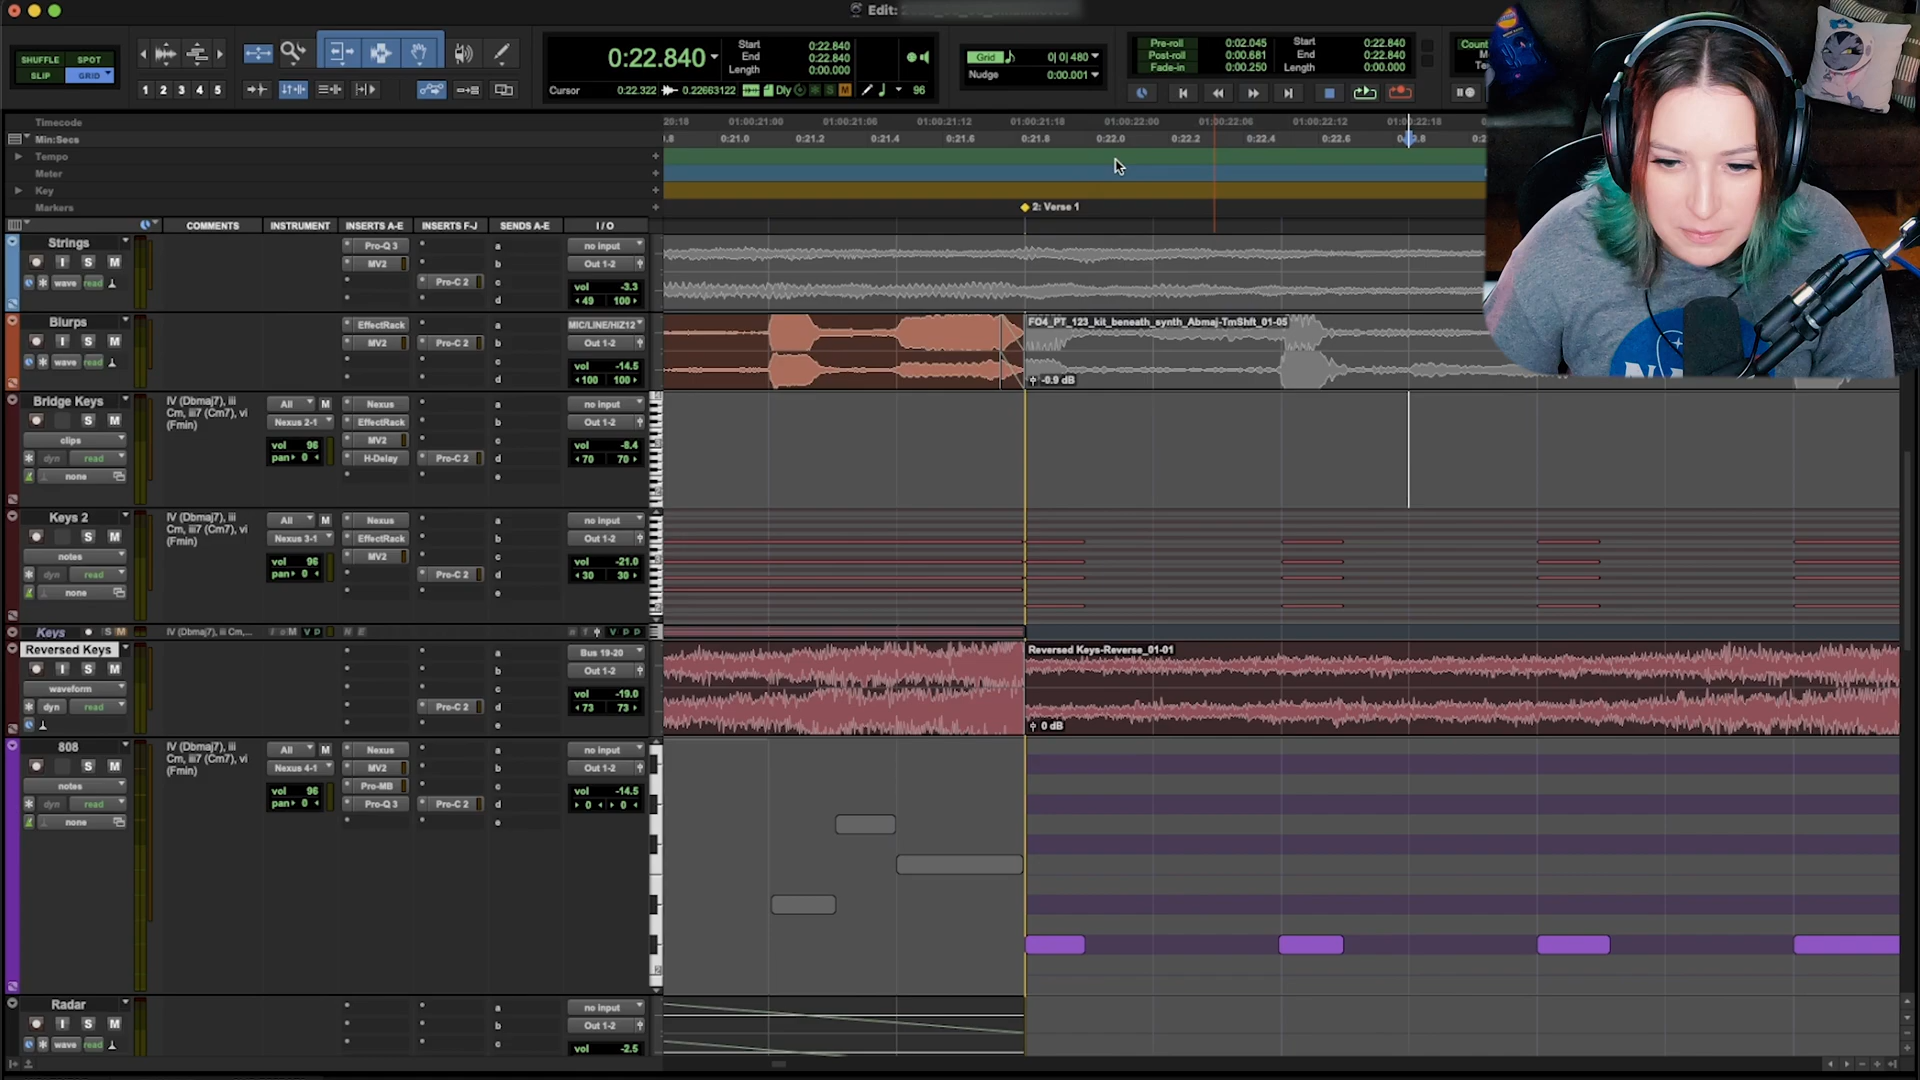 Edit:
SHUFFLE SPOT
SLIP GRID
1 2 3 4 5
0:22.840
Start 0:22.840
End 0:22.840
Length 0:00.000
Cursor 0:22.322 0.22663122 Dly S M 96
Grid 0| 0| 480
Nudge 0:00.001
Pre-roll 0:02.045
Post-roll 0:00.681
Fade-in 0:00.250
Start 0:22.840
End 0:22.840
Length 0:00.000
Count
Te
Timecode 20:18 01:00:21:00 01:00:21:06 01:00:21:12 01:00:21:18 01:00:22:00 01:00:22:06 01:00:22:12 01:00:22:18
Min:Secs 0:21.0 0:21.2 0:21.4 0:21.6 0:21.8 0:22.0 0:22.2 0:22.4 0:22.6
Tempo
Meter
Key
Markers 2: Verse 1
COMMENTS INSTRUMENT INSERTS A-E INSERTS F-J SENDS A-E I / O
Strings Pro-Q 3 a no input
I S M MV2 b Out 1-2
wave read Pro-C 2 c vol -3.3
d 49 100
Blurps EffectRack a MIC/LINE/HIZ12
I S M MV2 Pro-C 2 b Out 1-2
wave read c vol -14.5
d 100 100
FO4_PT_123_kit_beneath_synth_Abmaj-TmShft_01-05
-0.9 dB
Bridge Keys IV (Dbmaj7), iii All M Nexus a no input
S M Cm, iii7 (Cm7), vi Nexus 2-1 EffectRack b Out 1-2
clips (Fmin) vol 96 MV2 c vol -8.4
dyn read pan 0 H-Delay Pro-C 2 d 70 70
none e
Keys 2 IV (Dbmaj7), iii All M Nexus a no input
S M Cm, iii7 (Cm7), vi Nexus 3-1 EffectRack b Out 1-2
notes (Fmin) vol 96 MV2 c vol -21.0
dyn read pan 0 Pro-C 2 d 30 30
none e
Keys S M IV (Dbmaj7), iii Cm,...
Reversed Keys a Bus 19-20
I S M b Out 1-2
waveform c vol -19.0
dyn read Pro-C 2 d 73 73
e
Reversed Keys-Reverse_01-01
0 dB
808 IV (Dbmaj7), iii All M Nexus a no input
S M Cm, iii7 (Cm7), vi Nexus 4-1 MV2 b Out 1-2
notes (Fmin) vol 96 Pro-MB c vol -14.5
dyn read pan 0 Pro-Q 3 Pro-C 2 d 0 0
none e
Radar a no input
I S M b Out 1-2
wave read c vol -2.5